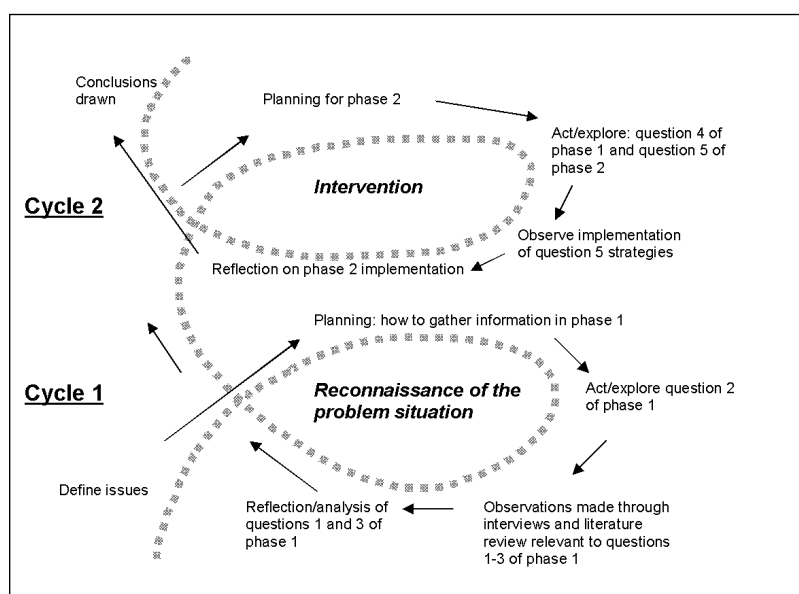 Conclusions
drawn
Planning for phase 2
Act/explore: question 4 of
phase 1 and question 5 of
phase 2
Intervention
Cycle 2
Observe implementation
of question 5 strategies
Reflection on phase 2 implementation
Planning: how to gather information in phase 1
Cycle 1
Reconnaissance of the
problem situation
Act/explore question 2
of phase 1
Define issues
Reflection/analysis of
questions 1 and 3 of
phase 1
Observations made through
interviews and literature
review relevant to questions
1-3 of phase 1